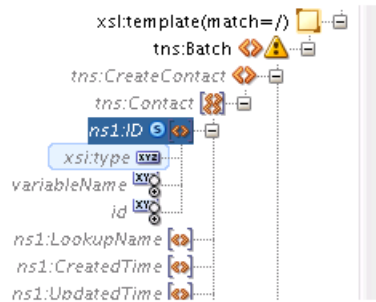 xsl:template(match=/)
tns:Batch
tns:CreateContact
tns:Contact
ns1:ID
xsi:type
variableName
id
ns1:LookupName
ns1:CreatedTime
ns1:UpdatedTime